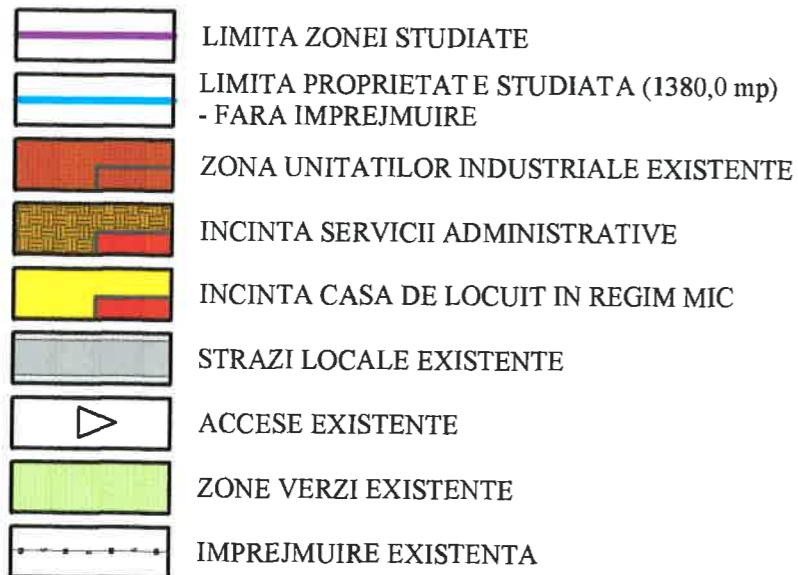 LIMITA ZONEI STUDIATE
LIMITA PROPRIETATE STUDIATA (1380,0 mp)
- FARA IMPREJMUIRE
ZONA UNITATILOR INDUSTRIALE EXISTENTE
INCINTA SERVICII ADMINISTRATIVE
INCINTA CASA DE LOCUIT IN REGIM MIC
STRAZI LOCALE EXISTENTE
ACCESE EXISTENTE
ZONE VERZI EXISTENTE
IMPREJMUIRE EXISTENTA